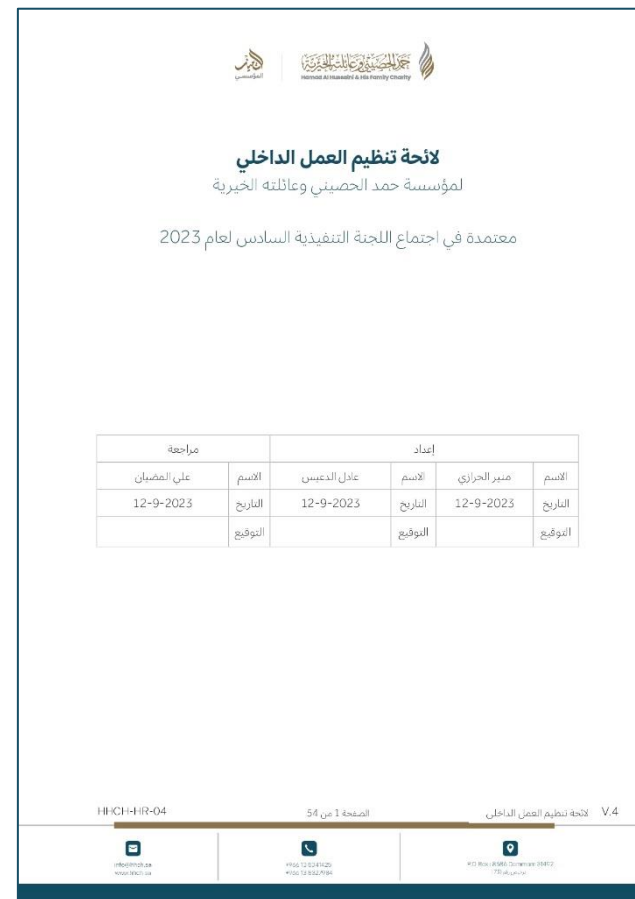 حمد الحصيني وعائلته الخيرية
Hamad Al Hussaini & His Family Charity
المؤسسي
لائحة تنظيم العمل الداخلي
لمؤسسة حمد الحصيني وعائلته الخيرية
معتمدة في اجتماع اللجنة التنفيذية السادس لعام 2023
إعداد مراجعة
الاسم منير الحرازي الاسم عادل الدعيس الاسم علي المضيان
التاريخ 12-9-2023 التاريخ 12-9-2023 التاريخ 12-9-2023
التوقيع التوقيع التوقيع
V.4 لائحة تنظيم العمل الداخلي الصفحة 1 من 54 HHCH-HR-04